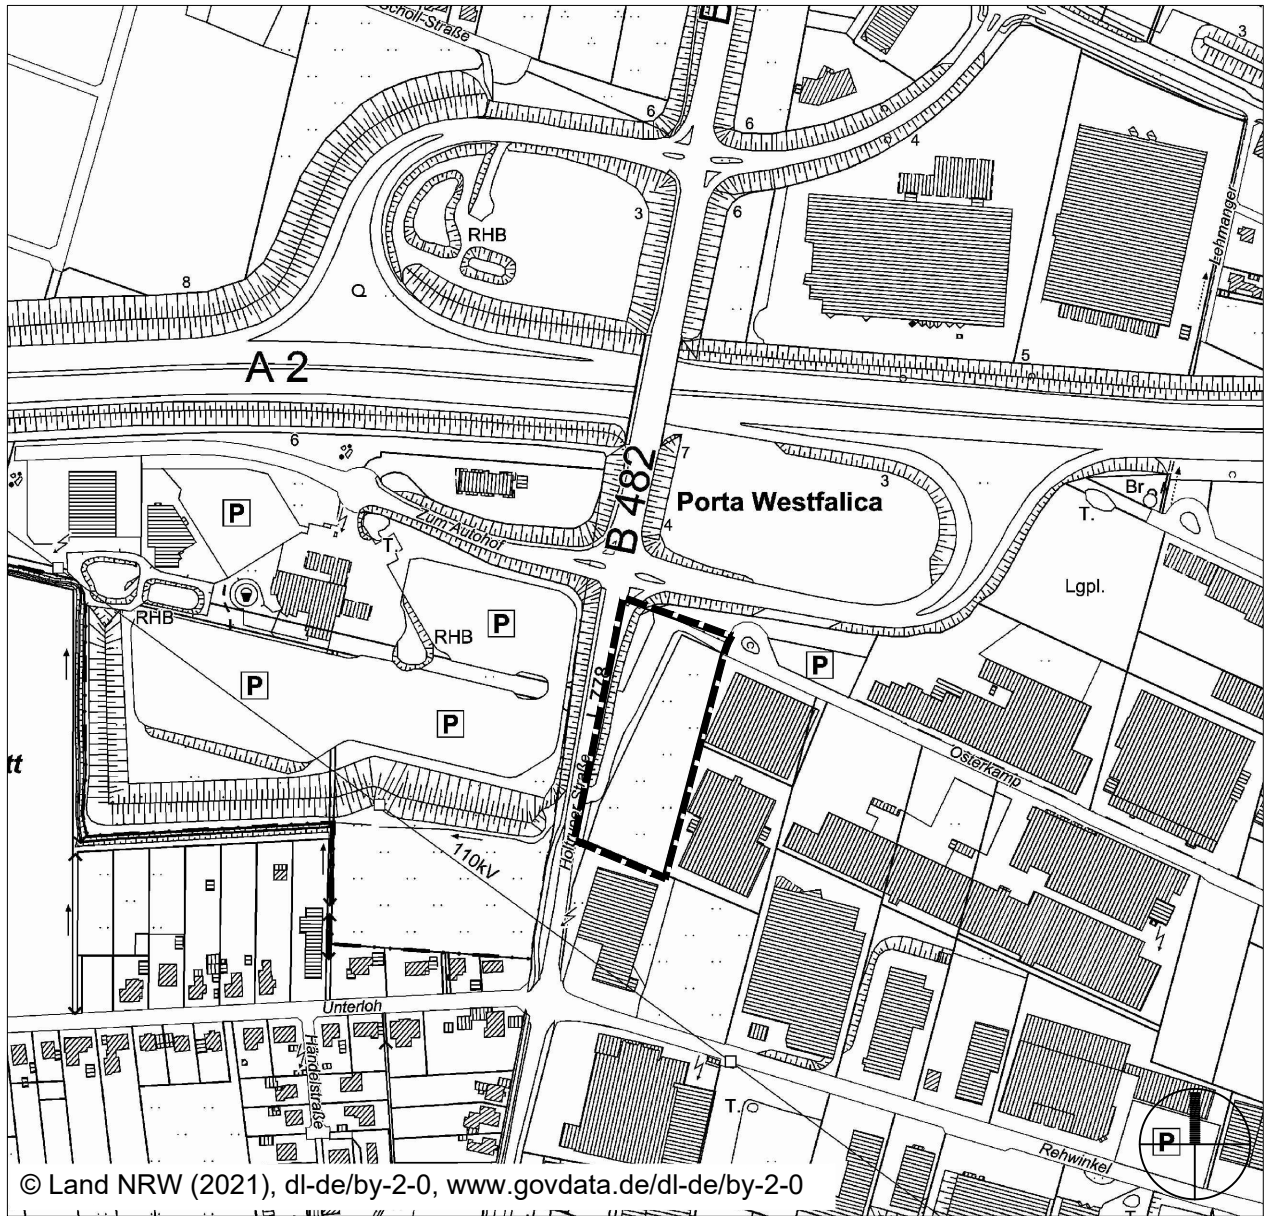 Scholl-Straße
B
3
6
6
4
3
6
RHB
Lehmanger
8
A 2
5
6
7
3
B 482
4
Porta Westfalica
Br.
T.
P
Zum Autohof
T.
Lgpl.
RHB
P
RHB
P
L 778
P
P
tt
Osterkamp
Holtruper Straße
110kV
Unterloh
Händelstraße
T.
P
Rehwinkel
T.
© Land NRW (2021), dl-de/by-2-0, www.govdata.de/dl-de/by-2-0